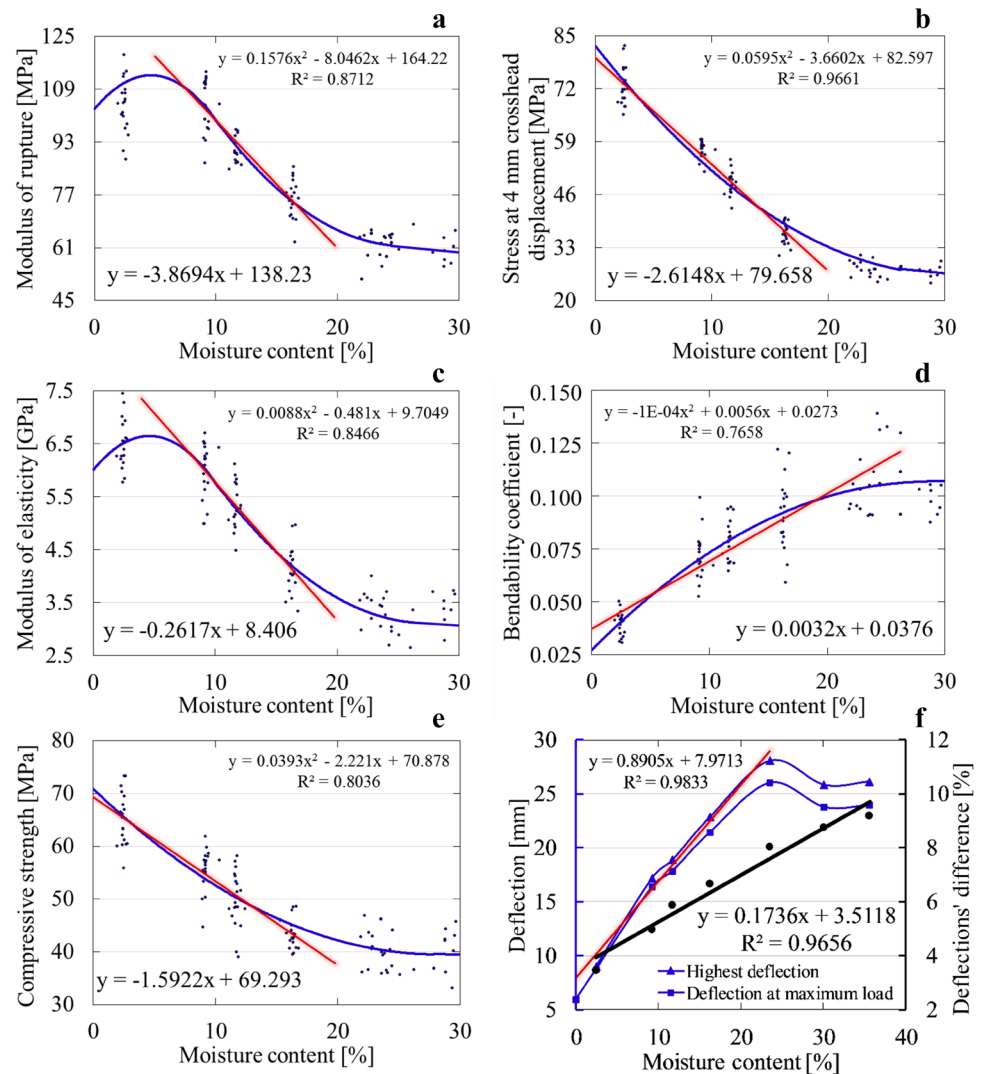 a
Modulus of rupture [MPa]
125
109
93
77
61
45
y = 0.1576x² - 8.0462x + 164.22
R² = 0.8712
y = -3.8694x + 138.23
0 10 20 30
Moisture content [%]
b
Stress at 4 mm crosshead
displacement [MPa]
85
72
59
46
33
20
y = 0.0595x² - 3.6602x + 82.597
R² = 0.9661
y = -2.6148x + 79.658
0 10 20 30
Moisture content [%]
c
Modulus of elasticity [GPa]
7.5
6.5
5.5
4.5
3.5
2.5
y = 0.0088x² - 0.481x + 9.7049
R² = 0.8466
y = -0.2617x + 8.406
0 10 20 30
Moisture content [%]
d
Bendability coefficient [-]
0.150
0.125
0.100
0.075
0.050
0.025
y = -1E-04x² + 0.0056x + 0.0273
R² = 0.7658
y = 0.0032x + 0.0376
0 10 20 30
Moisture content [%]
e
Compressive strength [MPa]
80
70
60
50
40
30
y = 0.0393x² - 2.221x + 70.878
R² = 0.8036
y = -1.5922x + 69.293
0 10 20 30
Moisture content [%]
f
Deflection [mm]
30
25
20
15
10
5
y = 0.8905x + 7.9713
R² = 0.9833
y = 0.1736x + 3.5118
R² = 0.9656
Highest deflection
Deflection at maximum load
12
10
8
6
4
2
Deflections' difference [%]
0 10 20 30 40
Moisture content [%]